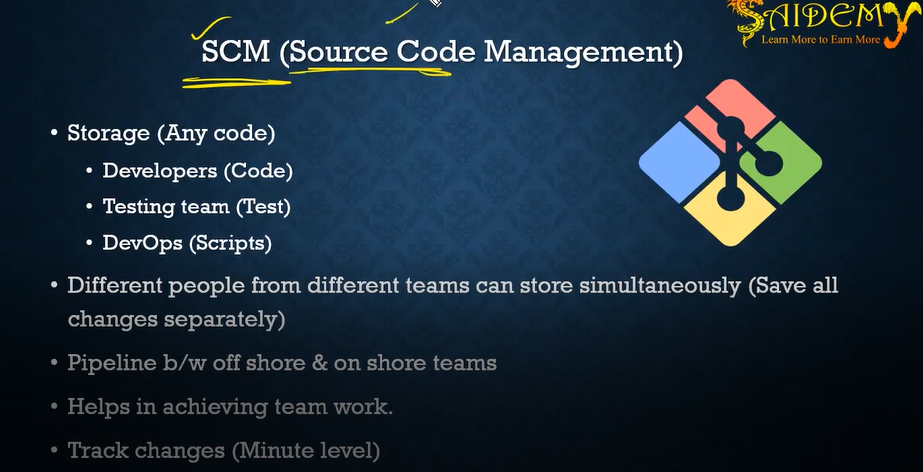 SAIDEMY
Learn More to Earn More
SCM (Source Code Management)
• Storage (Any code)
• Developers (Code)
• Testing team (Test)
• DevOps (Scripts)
• Different people from different teams can store simultaneously (Save all
changes separately)
• Pipeline b/w off shore & on shore teams
• Helps in achieving team work.
• Track changes (Minute level)